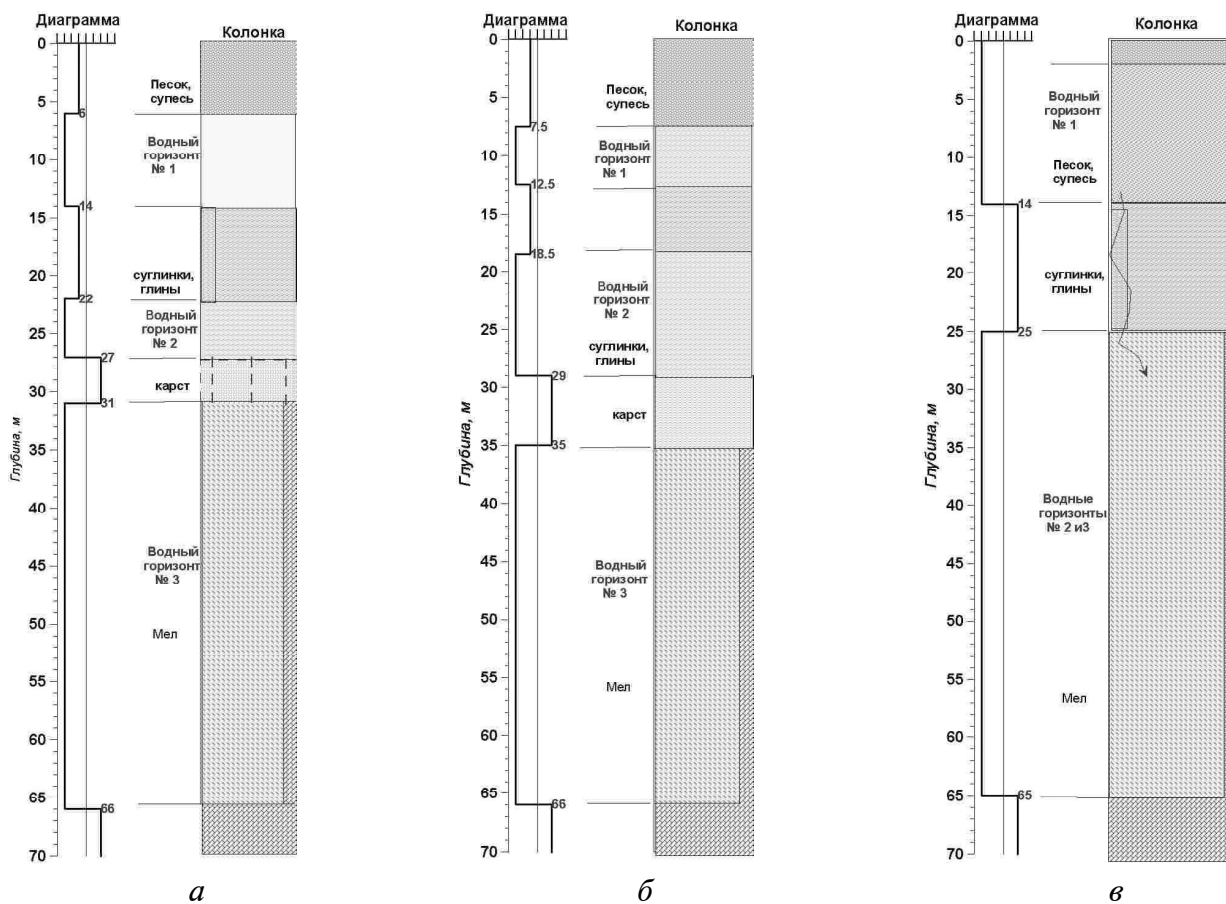 Диаграмма
Колонка
0
5
10
15
20
25
30
35
40
45
50
55
60
65
70
Глубина, м
6
14
22
27
31
66
Песок,
супесь
Водный
горизонт
№ 1
суглинки,
глины
Водный
горизонт
№ 2
карст
Водный
горизонт
№ 3
Мел
а
Диаграмма
Колонка
0
5
10
15
20
25
30
35
40
45
50
55
60
65
70
Глубина, м
7.5
12.5
18.5
29
35
66
Песок,
супесь
Водный
горизонт
№ 1
Водный
горизонт
№ 2
суглинки,
глины
карст
Водный
горизонт
№ 3
Мел
б
Диаграмма
Колонка
0
5
10
15
20
25
30
35
40
45
50
55
60
65
70
Глубина, м
14
25
65
Водный
горизонт
№ 1
Песок,
супесь
суглинки,
глины
Водные
горизонты
№ 2 и3
Мел
в